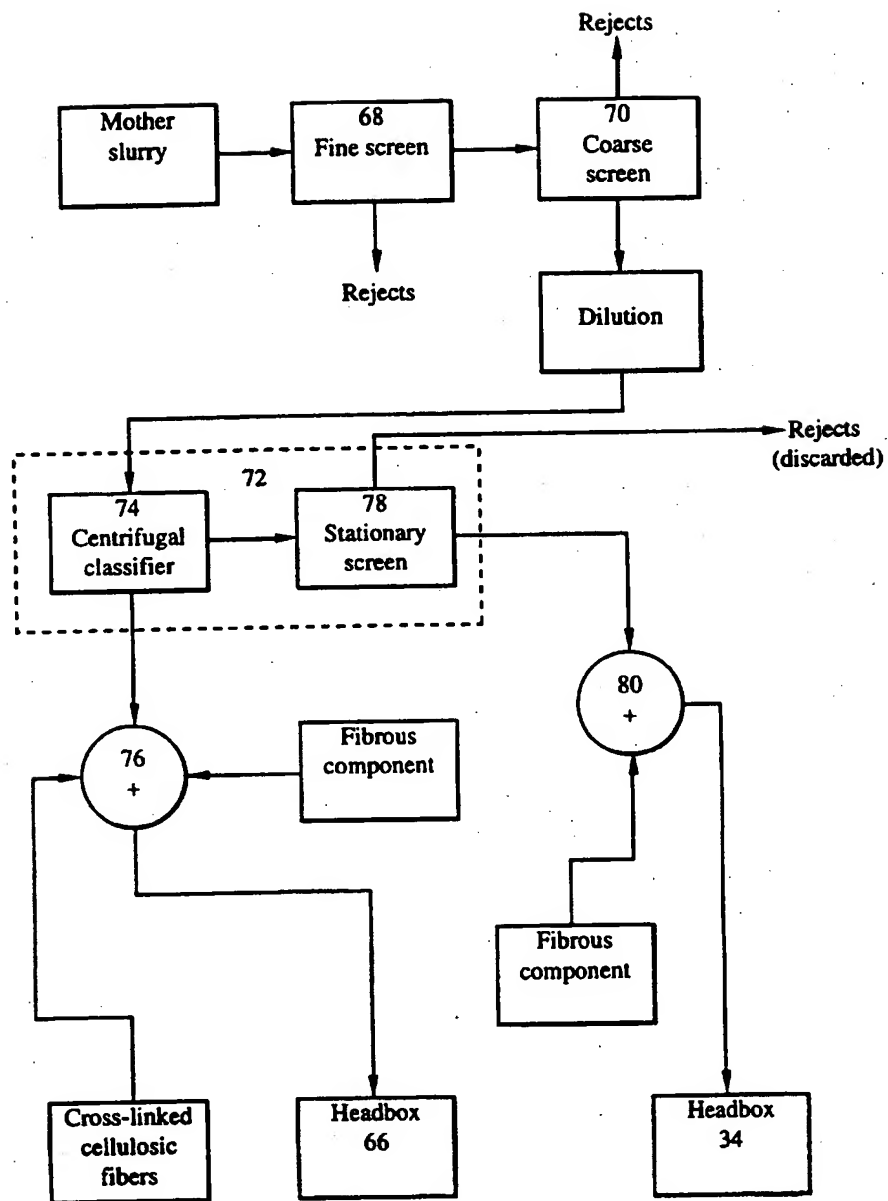 Rejects
Mother
slurry
68
Fine screen
70
Coarse
screen
Rejects
Dilution
Rejects
(discarded)
72
74
Centrifugal
classifier
78
Stationary
screen
80
+
76
+
Fibrous
component
Fibrous
component
Cross-linked
cellulosic
fibers
Headbox
66
Headbox
34